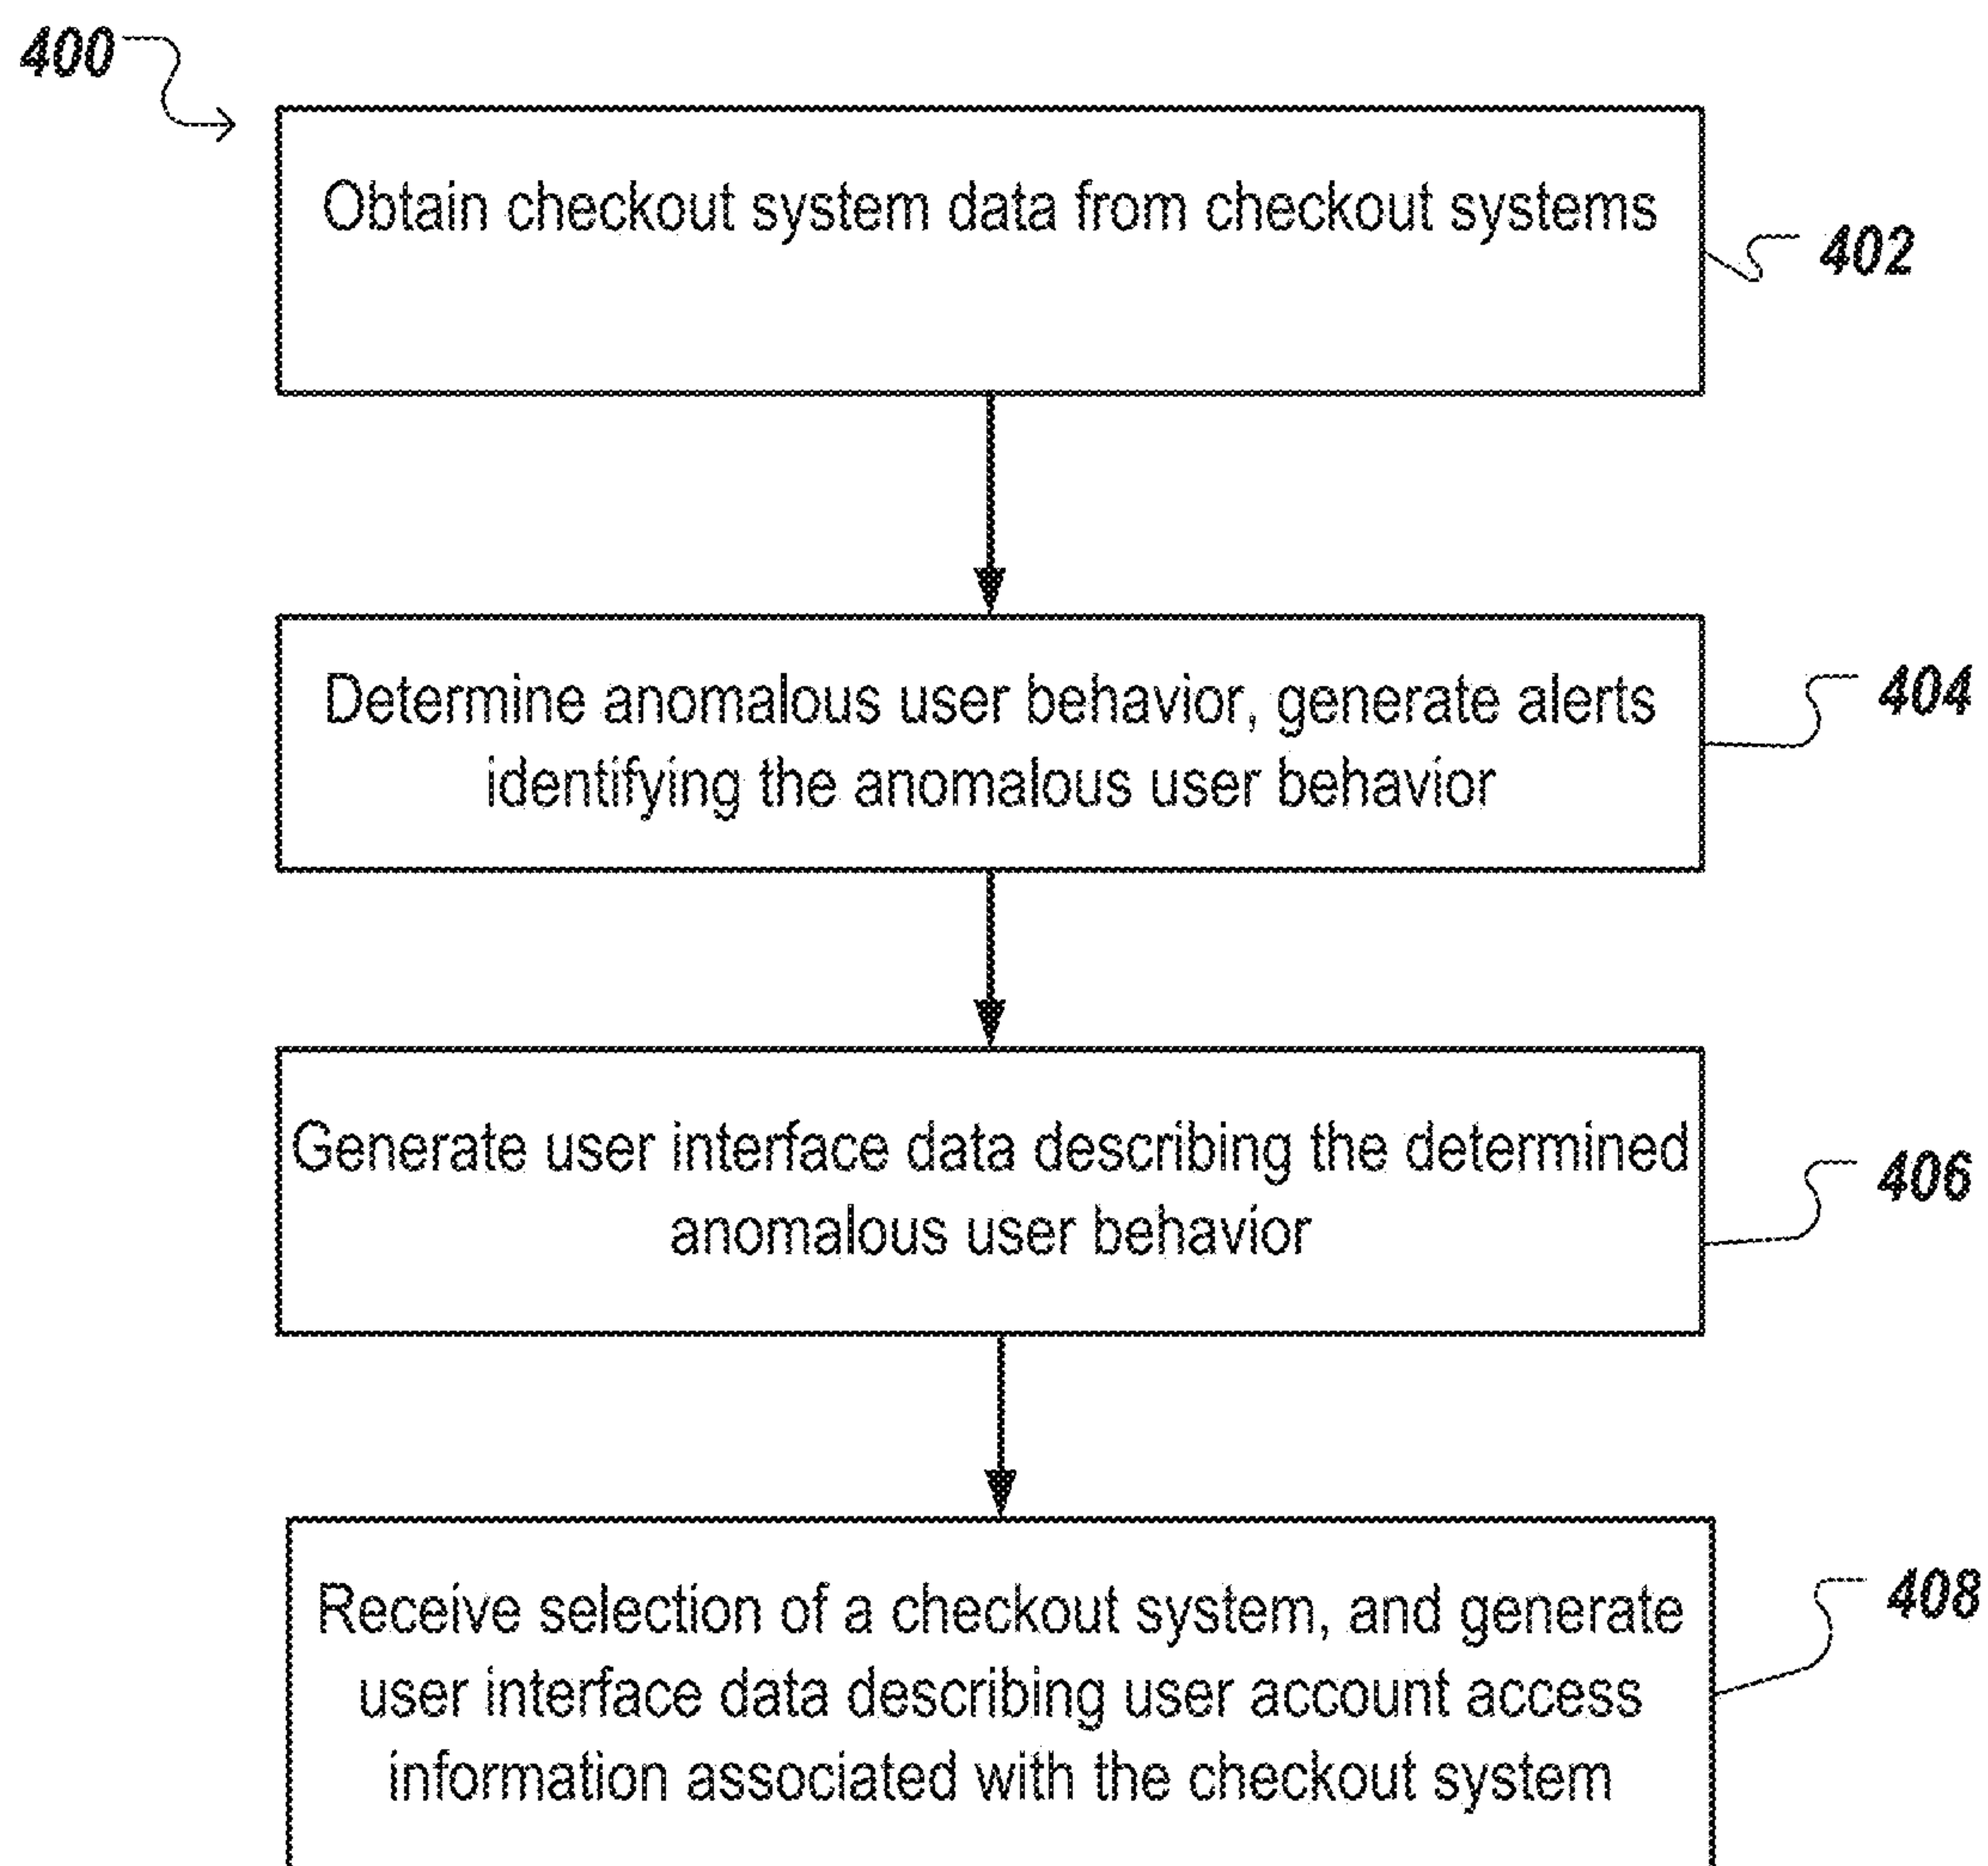 400
Obtain checkout system data from checkout systems
402
Determine anomalous user behavior, generate alerts
identifying the anomalous user behavior
404
Generate user interface data describing the determined
anomalous user behavior
406
Receive selection of a checkout system, and generate
user interface data describing user account access
information associated with the checkout system
408